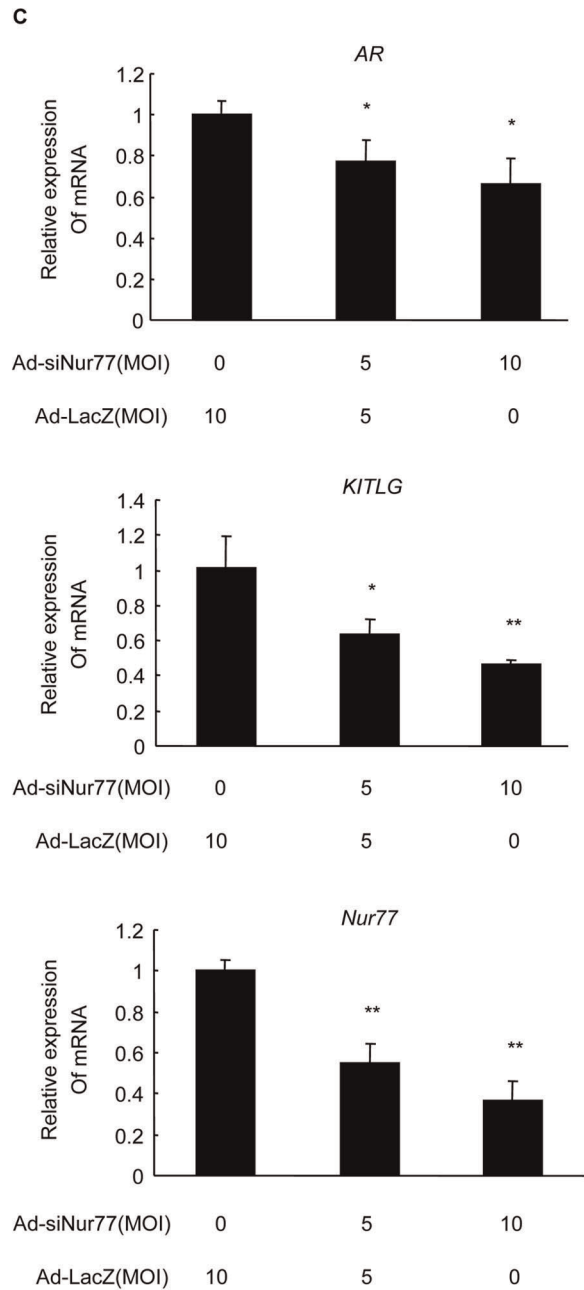 C
AR
Relative expression
Of mRNA
1.2
1
0.8
0.6
0.4
0.2
0
*
*
Ad-siNur77(MOI) 0 5 10
Ad-LacZ(MOI) 10 5 0
KITLG
Relative expression
Of mRNA
1.4
1.2
1
0.8
0.6
0.4
0.2
0
*
**
Ad-siNur77(MOI) 0 5 10
Ad-LacZ(MOI) 10 5 0
Nur77
Relative expression
Of mRNA
1.2
1
0.8
0.6
0.4
0.2
0
**
**
Ad-siNur77(MOI) 0 5 10
Ad-LacZ(MOI) 10 5 0